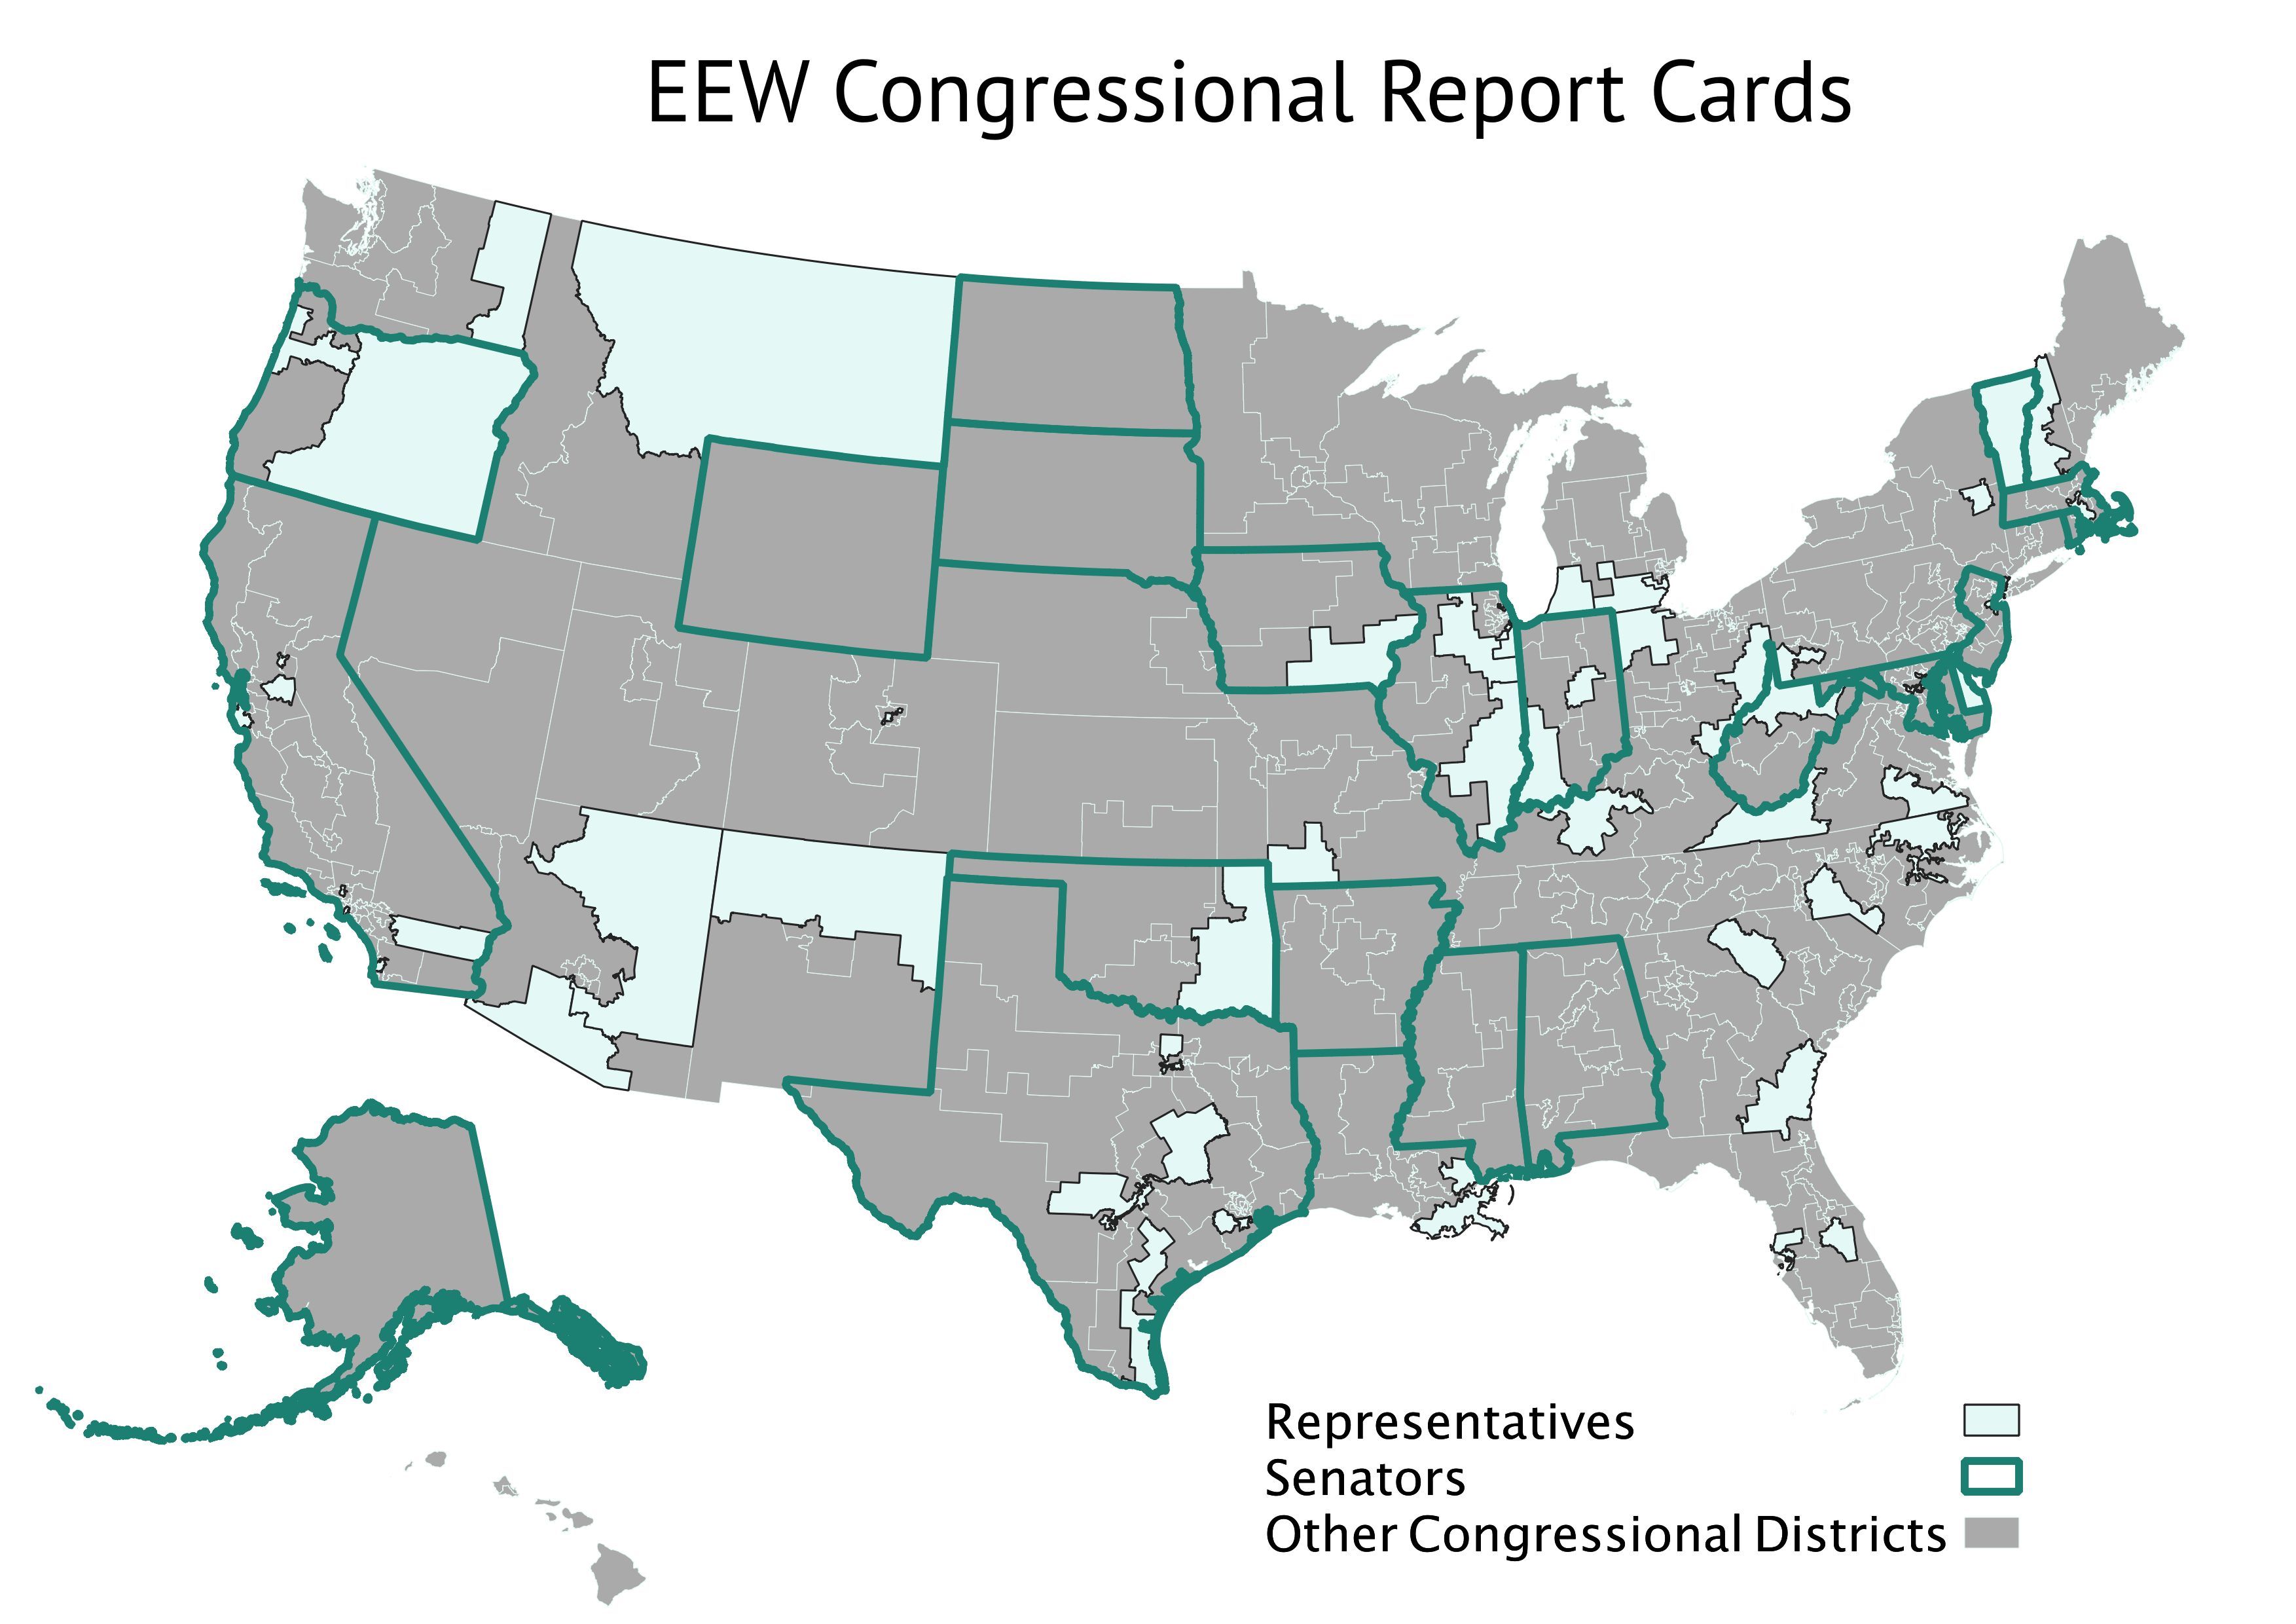 EEW Congressional Report Cards
Representatives
Senators
Other Congressional Districts